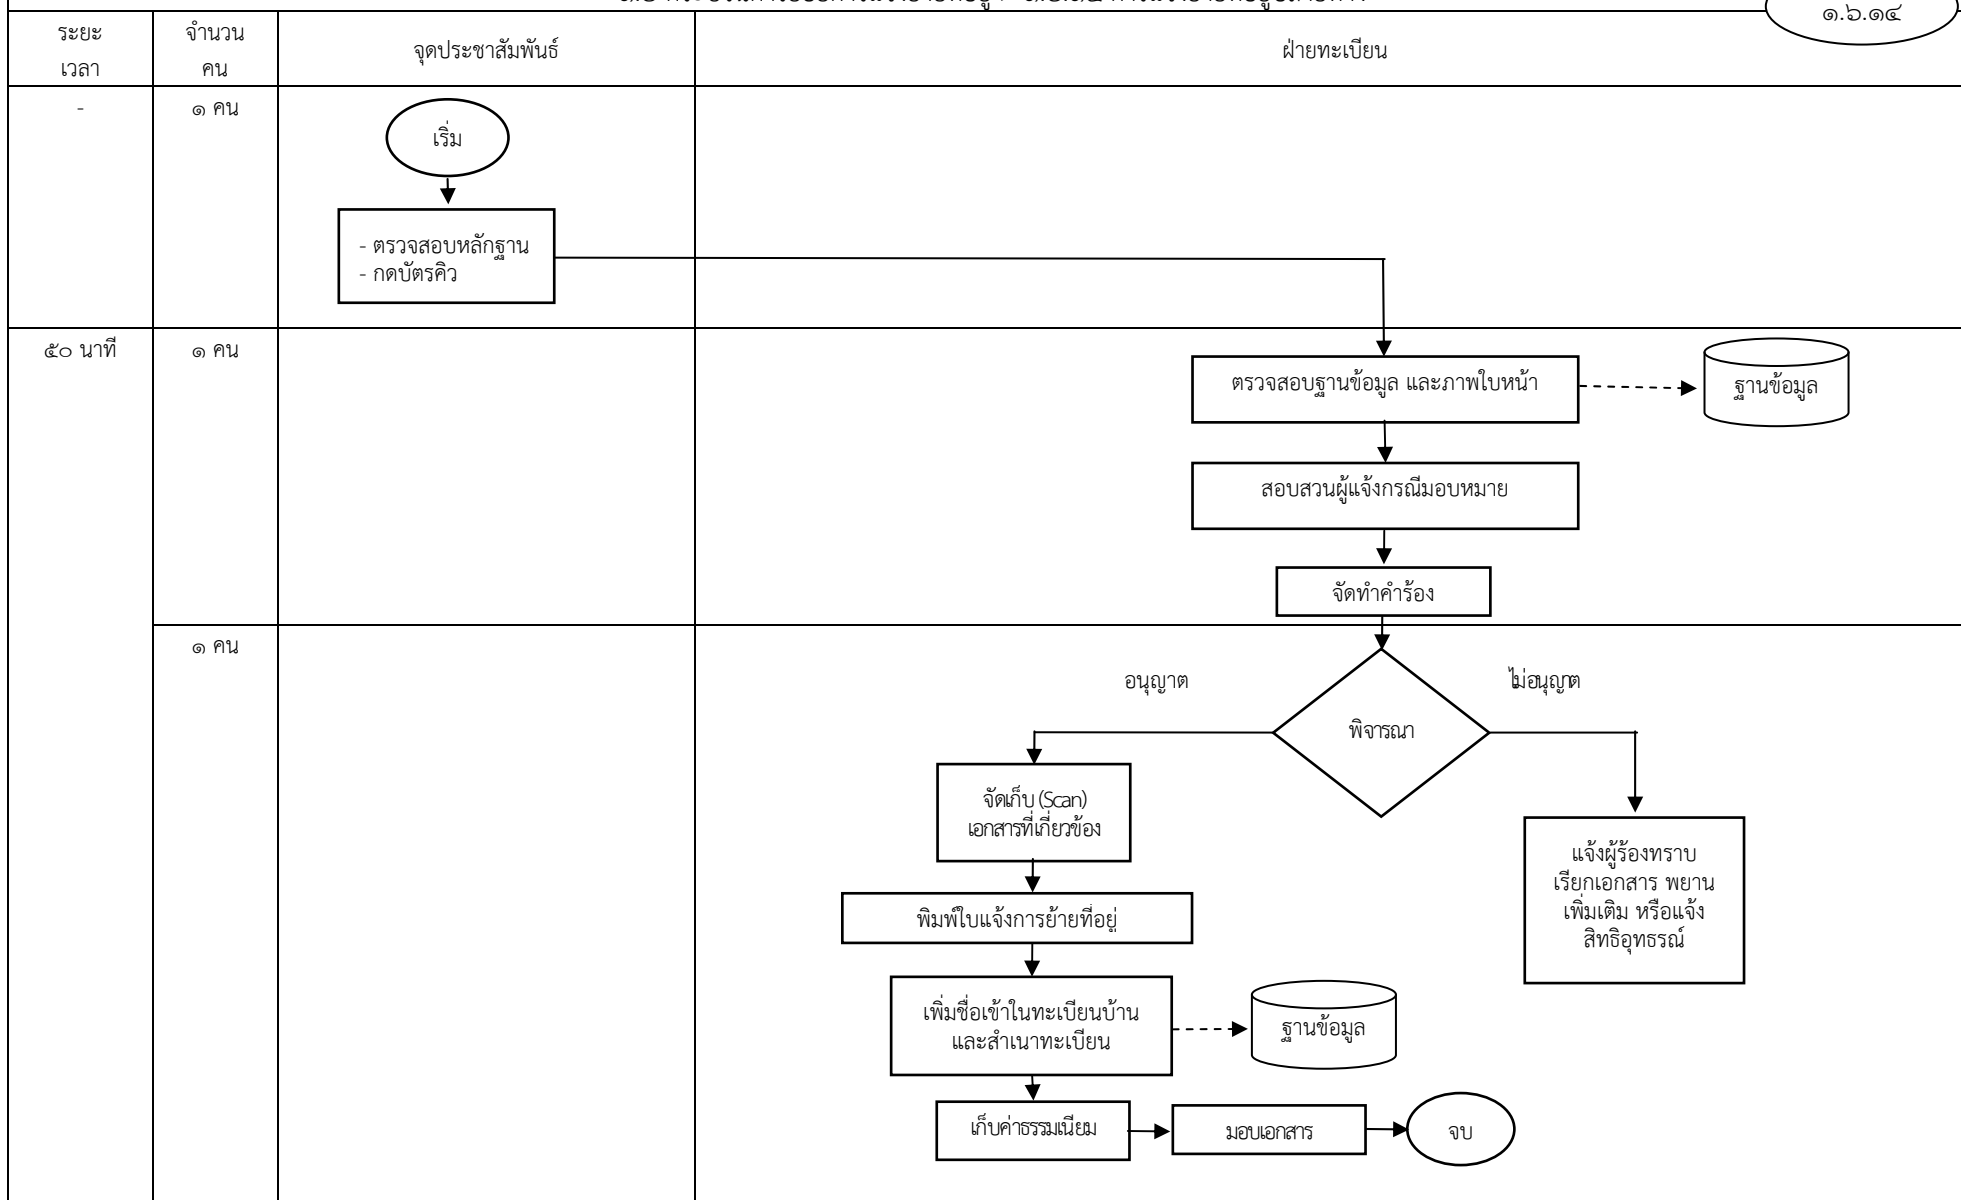 ๑.๖.๑๔
ระยะ
เวลา
จำนวน
คน
จุดประชาสัมพันธ์
ฝ่ายทะเบียน
-
๑ คน
เริ่ม
- ตรวจสอบหลักฐาน
- กดบัตรคิว
๕๐ นาที
๑ คน
ตรวจสอบฐานข้อมูล และภาพใบหน้า
ฐานข้อมูล
สอบสวนผู้แจ้งกรณีมอบหมาย
จัดทำคำร้อง
๑ คน
อนุญาต
ไม่อนุญาต
พิจารณา
จัดเก็บ (Scan)
เอกสารที่เกี่ยวข้อง
แจ้งผู้ร้องทราบ
เรียกเอกสาร พยาน
เพิ่มเติม หรือแจ้ง
สิทธิอุทธรณ์
พิมพ์ใบแจ้งการย้ายที่อยู่
เพิ่มชื่อเข้าในทะเบียนบ้าน
และสำเนาทะเบียน
ฐานข้อมูล
เก็บค่าธรรมเนียม
มอบเอกสาร
จบ